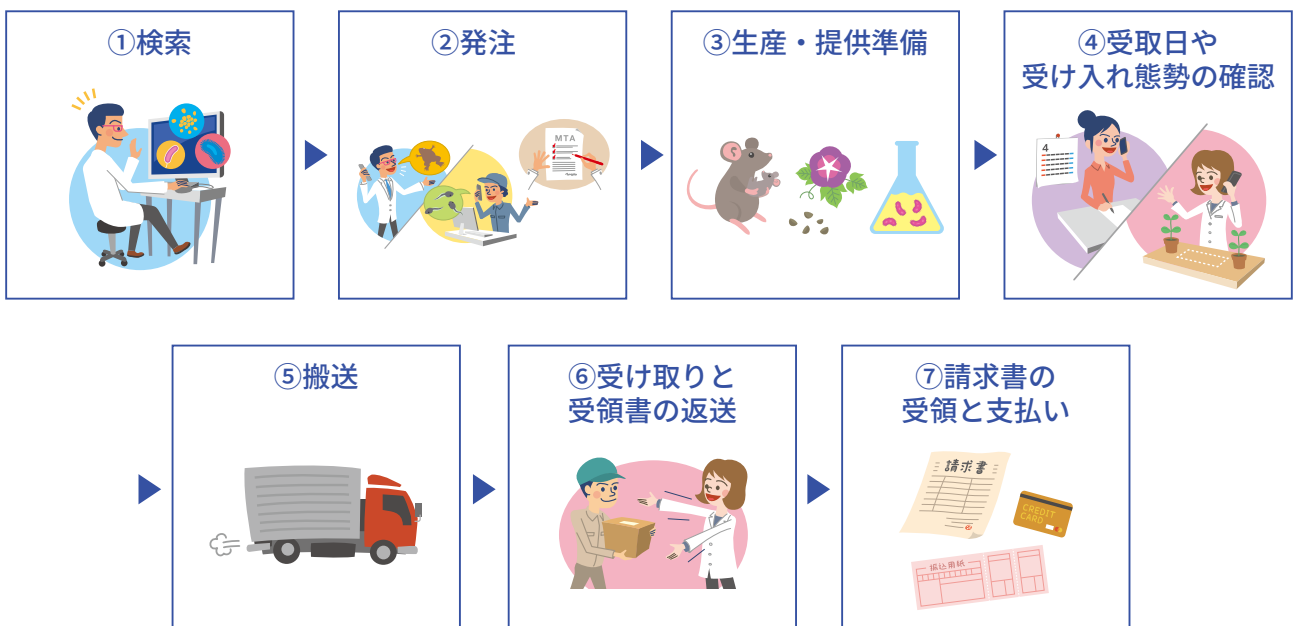 ①検索
②発注
MTA
③生産・提供準備
④受取日や
受け入れ態勢の確認
4
⑤搬送
⑥受け取りと
受領書の返送
⑦請求書の
受領と支払い
請求書
CREDIT
CARD
振込用紙